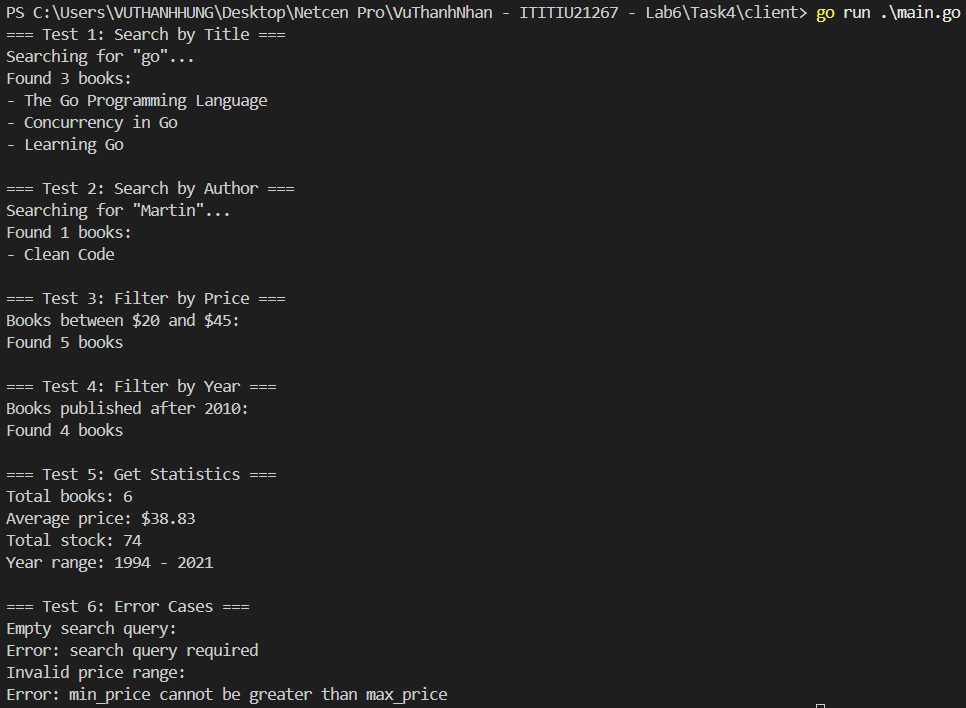 PS C:\Users\VUTHANHHUNG\Desktop\Netcen Pro\VuThanhNhan - ITITIU21267 - Lab6\Task4\client> go run .\main.go
=== Test 1: Search by Title ===
Searching for "go"...
Found 3 books:
- The Go Programming Language
- Concurrency in Go
- Learning Go
=== Test 2: Search by Author ===
Searching for "Martin"...
Found 1 books:
- Clean Code
=== Test 3: Filter by Price ===
Books between $20 and $45:
Found 5 books
=== Test 4: Filter by Year ===
Books published after 2010:
Found 4 books
=== Test 5: Get Statistics ===
Total books: 6
Average price: $38.83
Total stock: 74
Year range: 1994 - 2021
=== Test 6: Error Cases ===
Empty search query:
Error: search query required
Invalid price range:
Error: min_price cannot be greater than max_price